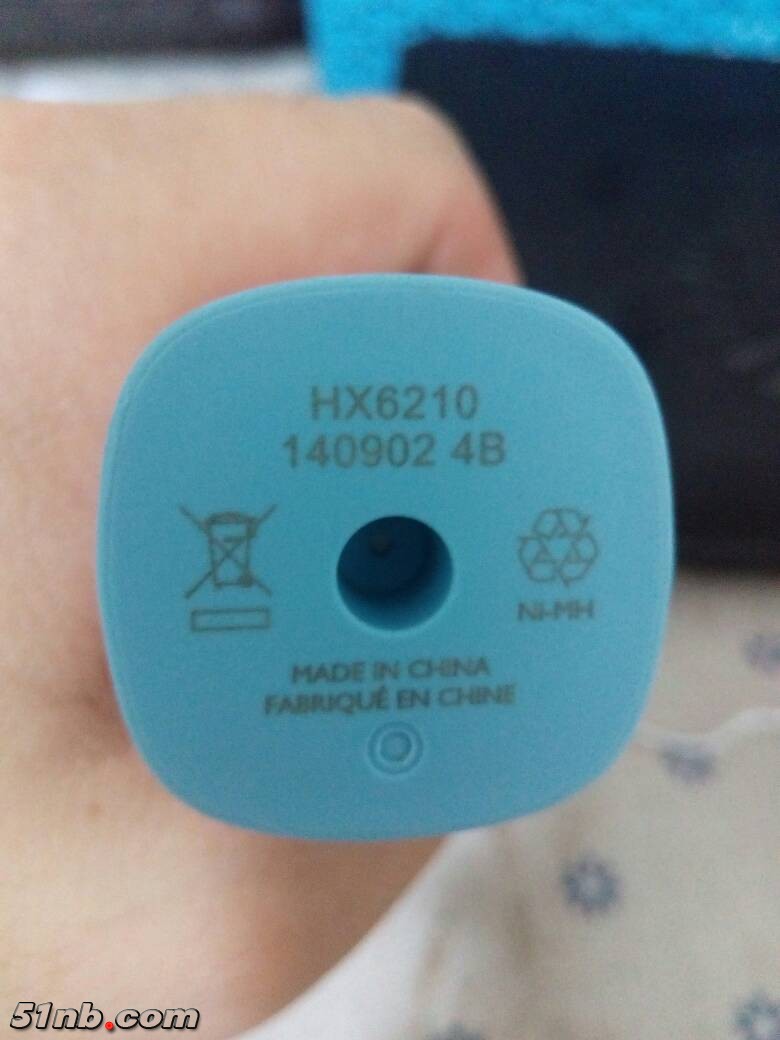 HX6210
140902 4B
Ni-MH
MADE IN CHINA
FABRIQUÉ EN CHINE
51nb.com